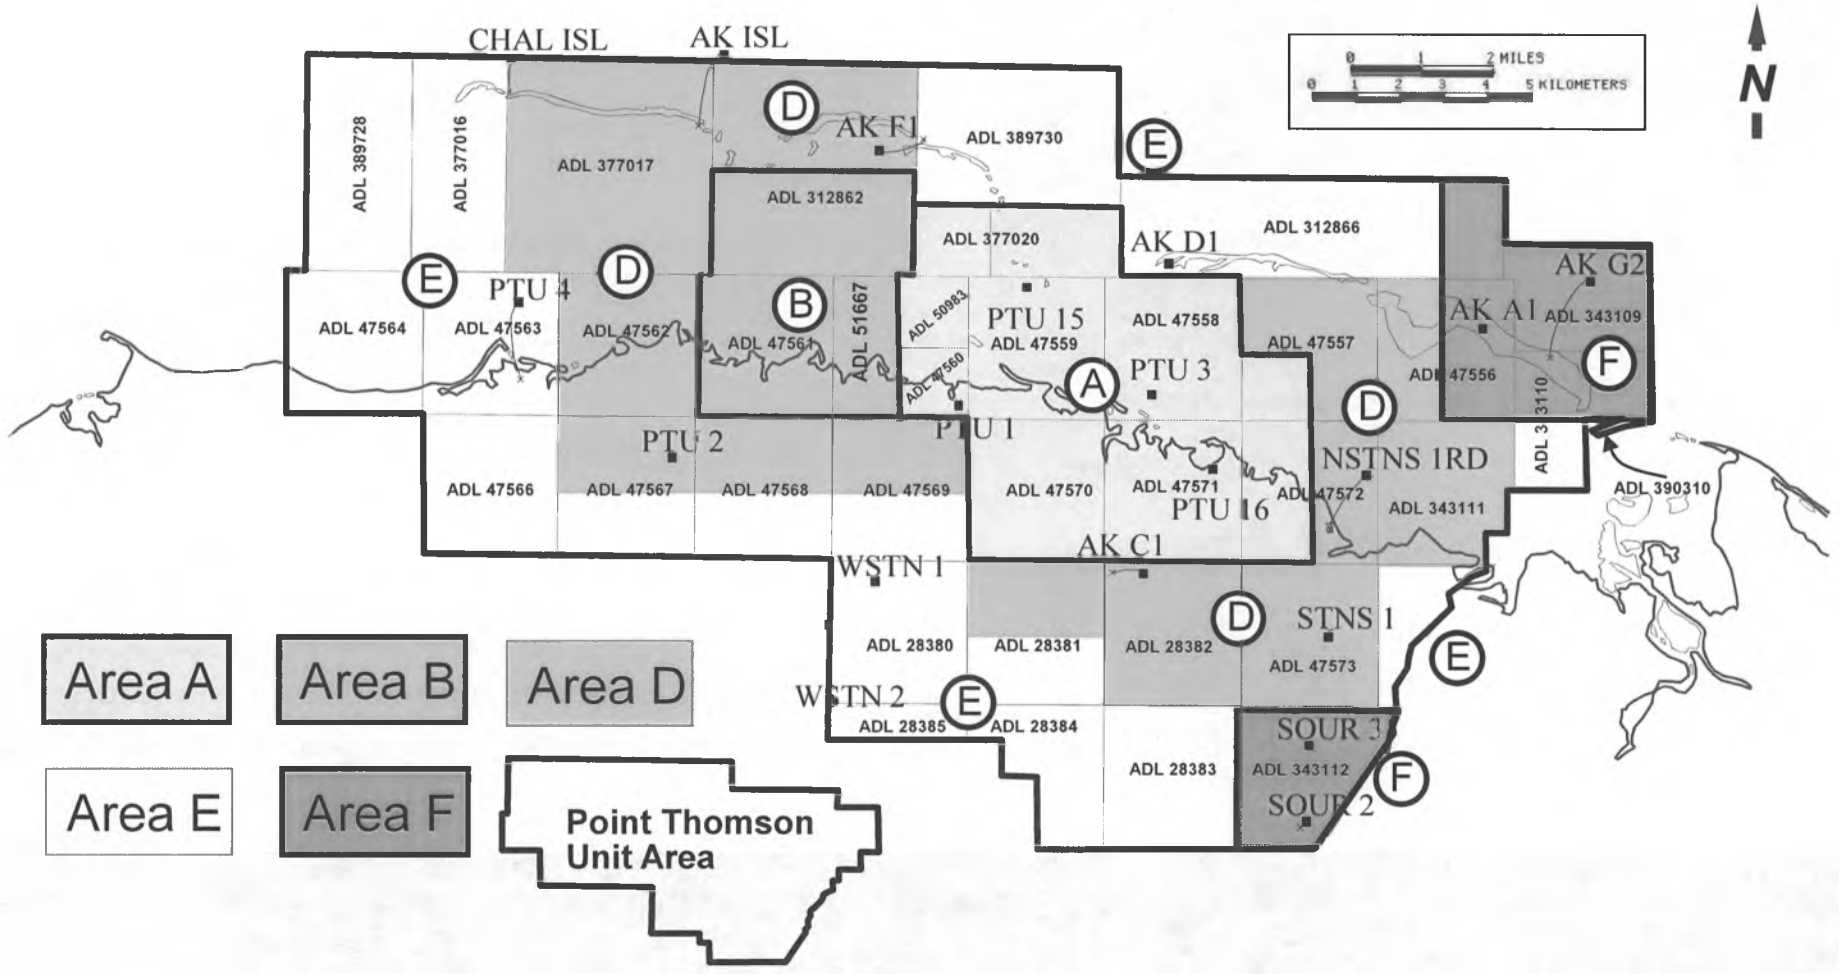 CHAL ISL
AK ISL
0 1 2 MILES
0 1 2 3 4 5 KILOMETERS
N
D
AK F1
ADL 389730
E
ADL 389728
ADL 377016
ADL 377017
ADL 312862
ADL 377020
AK D1
ADL 312866
AK G2
E
D
PTU 4
B
ADL 51667
ADL 50983
PTU 15
ADL 47558
AK A1
ADL 343109
ADL 47564
ADL 47563
ADL 47562
ADL 47561
ADL 47559
ADL 47557
F
ADL 47560
A
PTU 3
ADL 47556
D
ADL 343110
PTU 2
PTU 1
NSTNS 1RD
ADL 47566
ADL 47567
ADL 47568
ADL 47569
ADL 47570
ADL 47571
ADL 47572
ADL 390310
PTU 16
ADL 343111
AK C1
WSTN 1
D
STNS 1
ADL 28380
ADL 28381
ADL 28382
ADL 47573
E
WSTN 2
E
ADL 28385
ADL 28384
SOUR 3
ADL 28383
ADL 343112
F
SOUR 2
Area A
Area B
Area D
Area E
Area F
Point Thomson
Unit Area